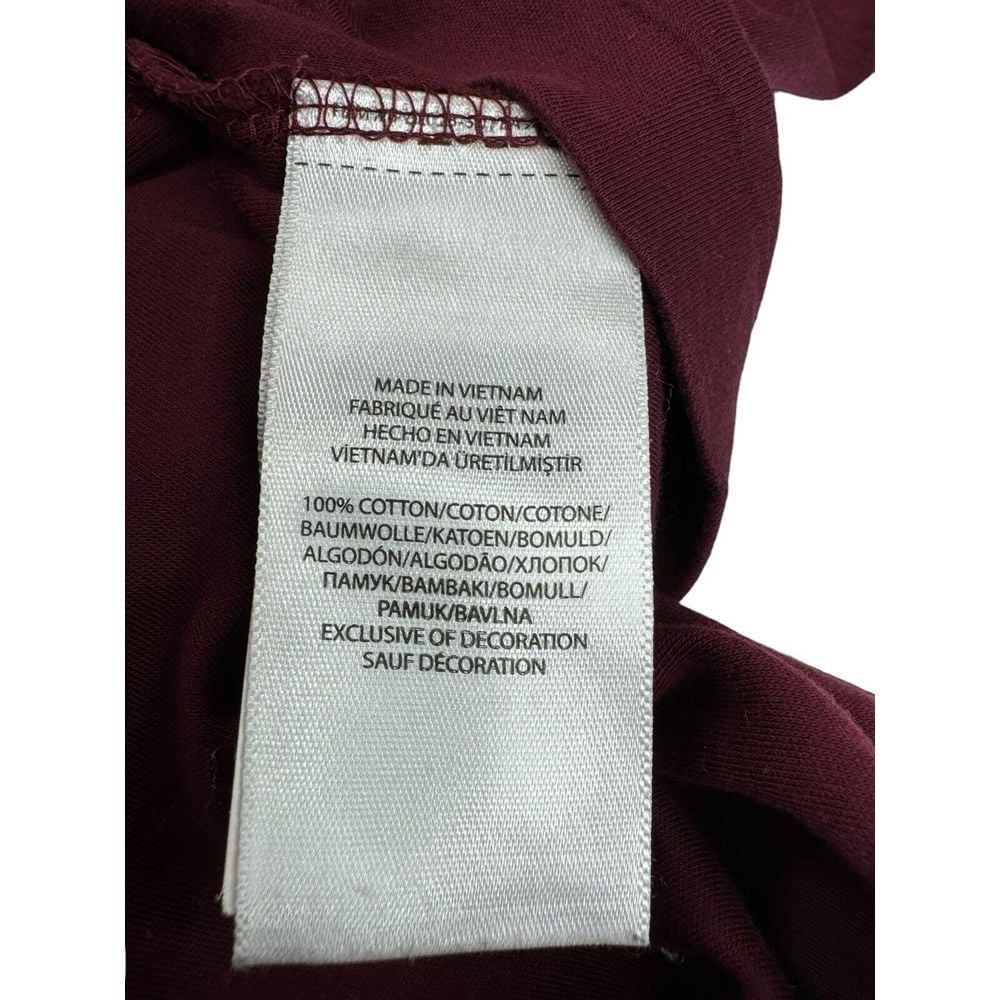 MADE IN VIETNAM
FABRIQUÉ AU VIÊT NAM
HECHO EN VIETNAM
VİETNAM'DA ÜRETİLMİŞTİR
100% COTTON/COTON/COTONE/
BAUMWOLLE/KATOEN/BOMULD/
ALGODÓN/ALGODÃO/ХЛОПОК/
ПАМУК/BAMBAKI/BOMULL/
PAMUK/BAVLNA
EXCLUSIVE OF DECORATION
SAUF DÉCORATION